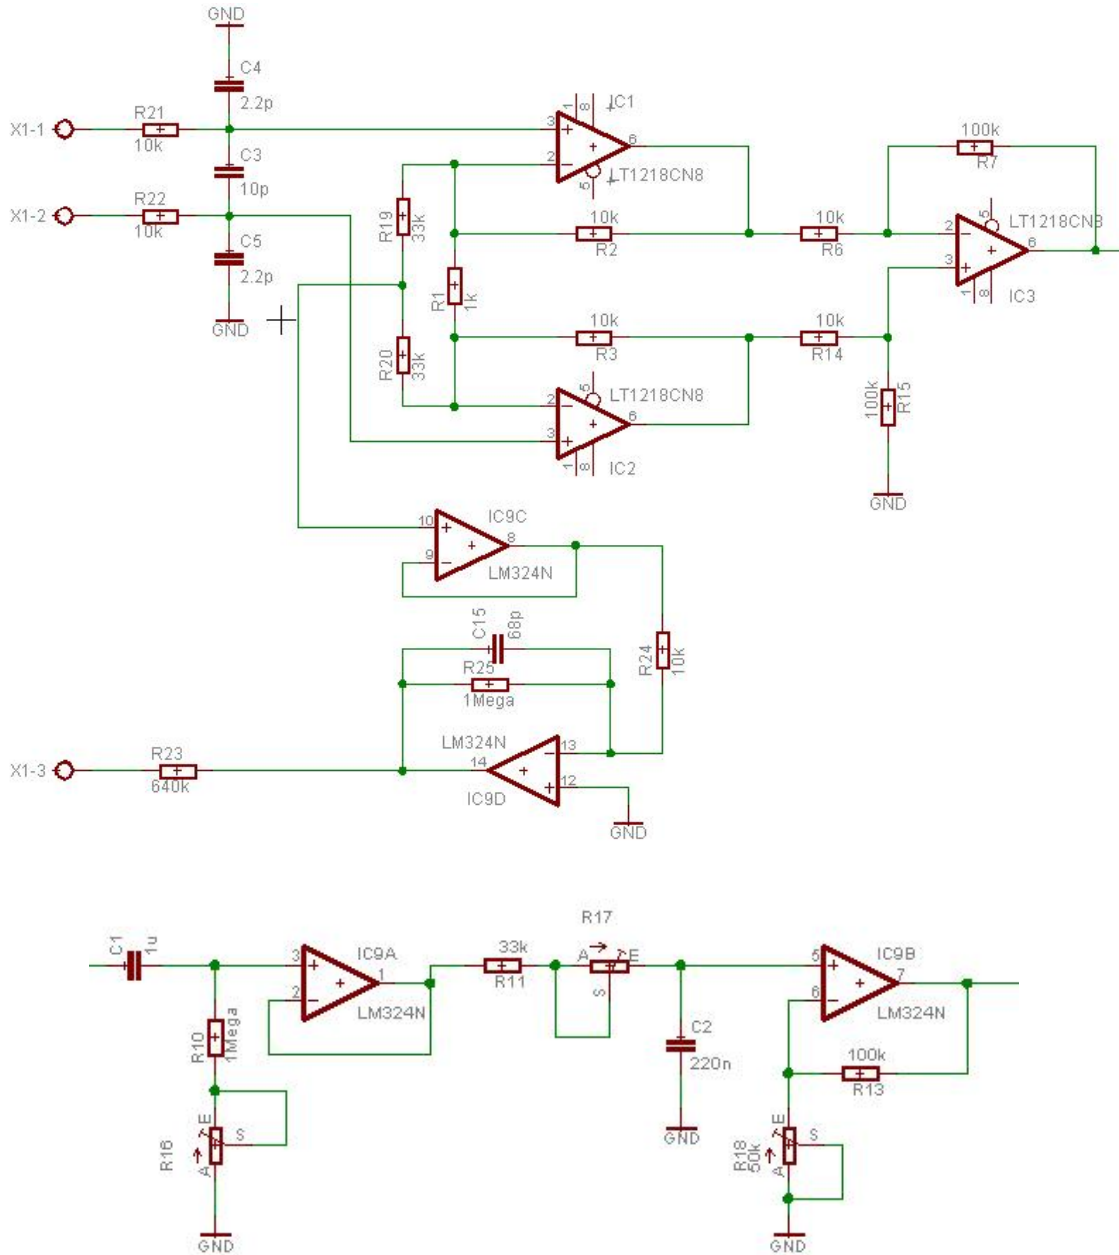 GND
C4
2.2p
X1-1
R21
10k
C3
10p
X1-2
R22
10k
C5
2.2p
GND
3
2
1
8
IC1
6
5
LT1218CN8
R19
33k
R1
1k
R20
33k
10k
R2
10k
R3
10k
R6
10k
R14
100k
R7
2
3
5
LT1218CN8
6
1
8
IC3
100k
R15
GND
2
3
5
LT1218CN8
6
1
8
IC2
10
9
IC9C
8
LM324N
C15
68p
R25
1Mega
R24
10k
LM324N
13
14
12
IC9D
GND
X1-3
R23
640k
C1
1u
3
2
IC9A
1
LM324N
R10
1Mega
R16
E
S
A
GND
33k
R11
R17
A
E
S
C2
220n
GND
5
6
IC9B
7
LM324N
100k
R13
R18
50k
E
S
A
GND